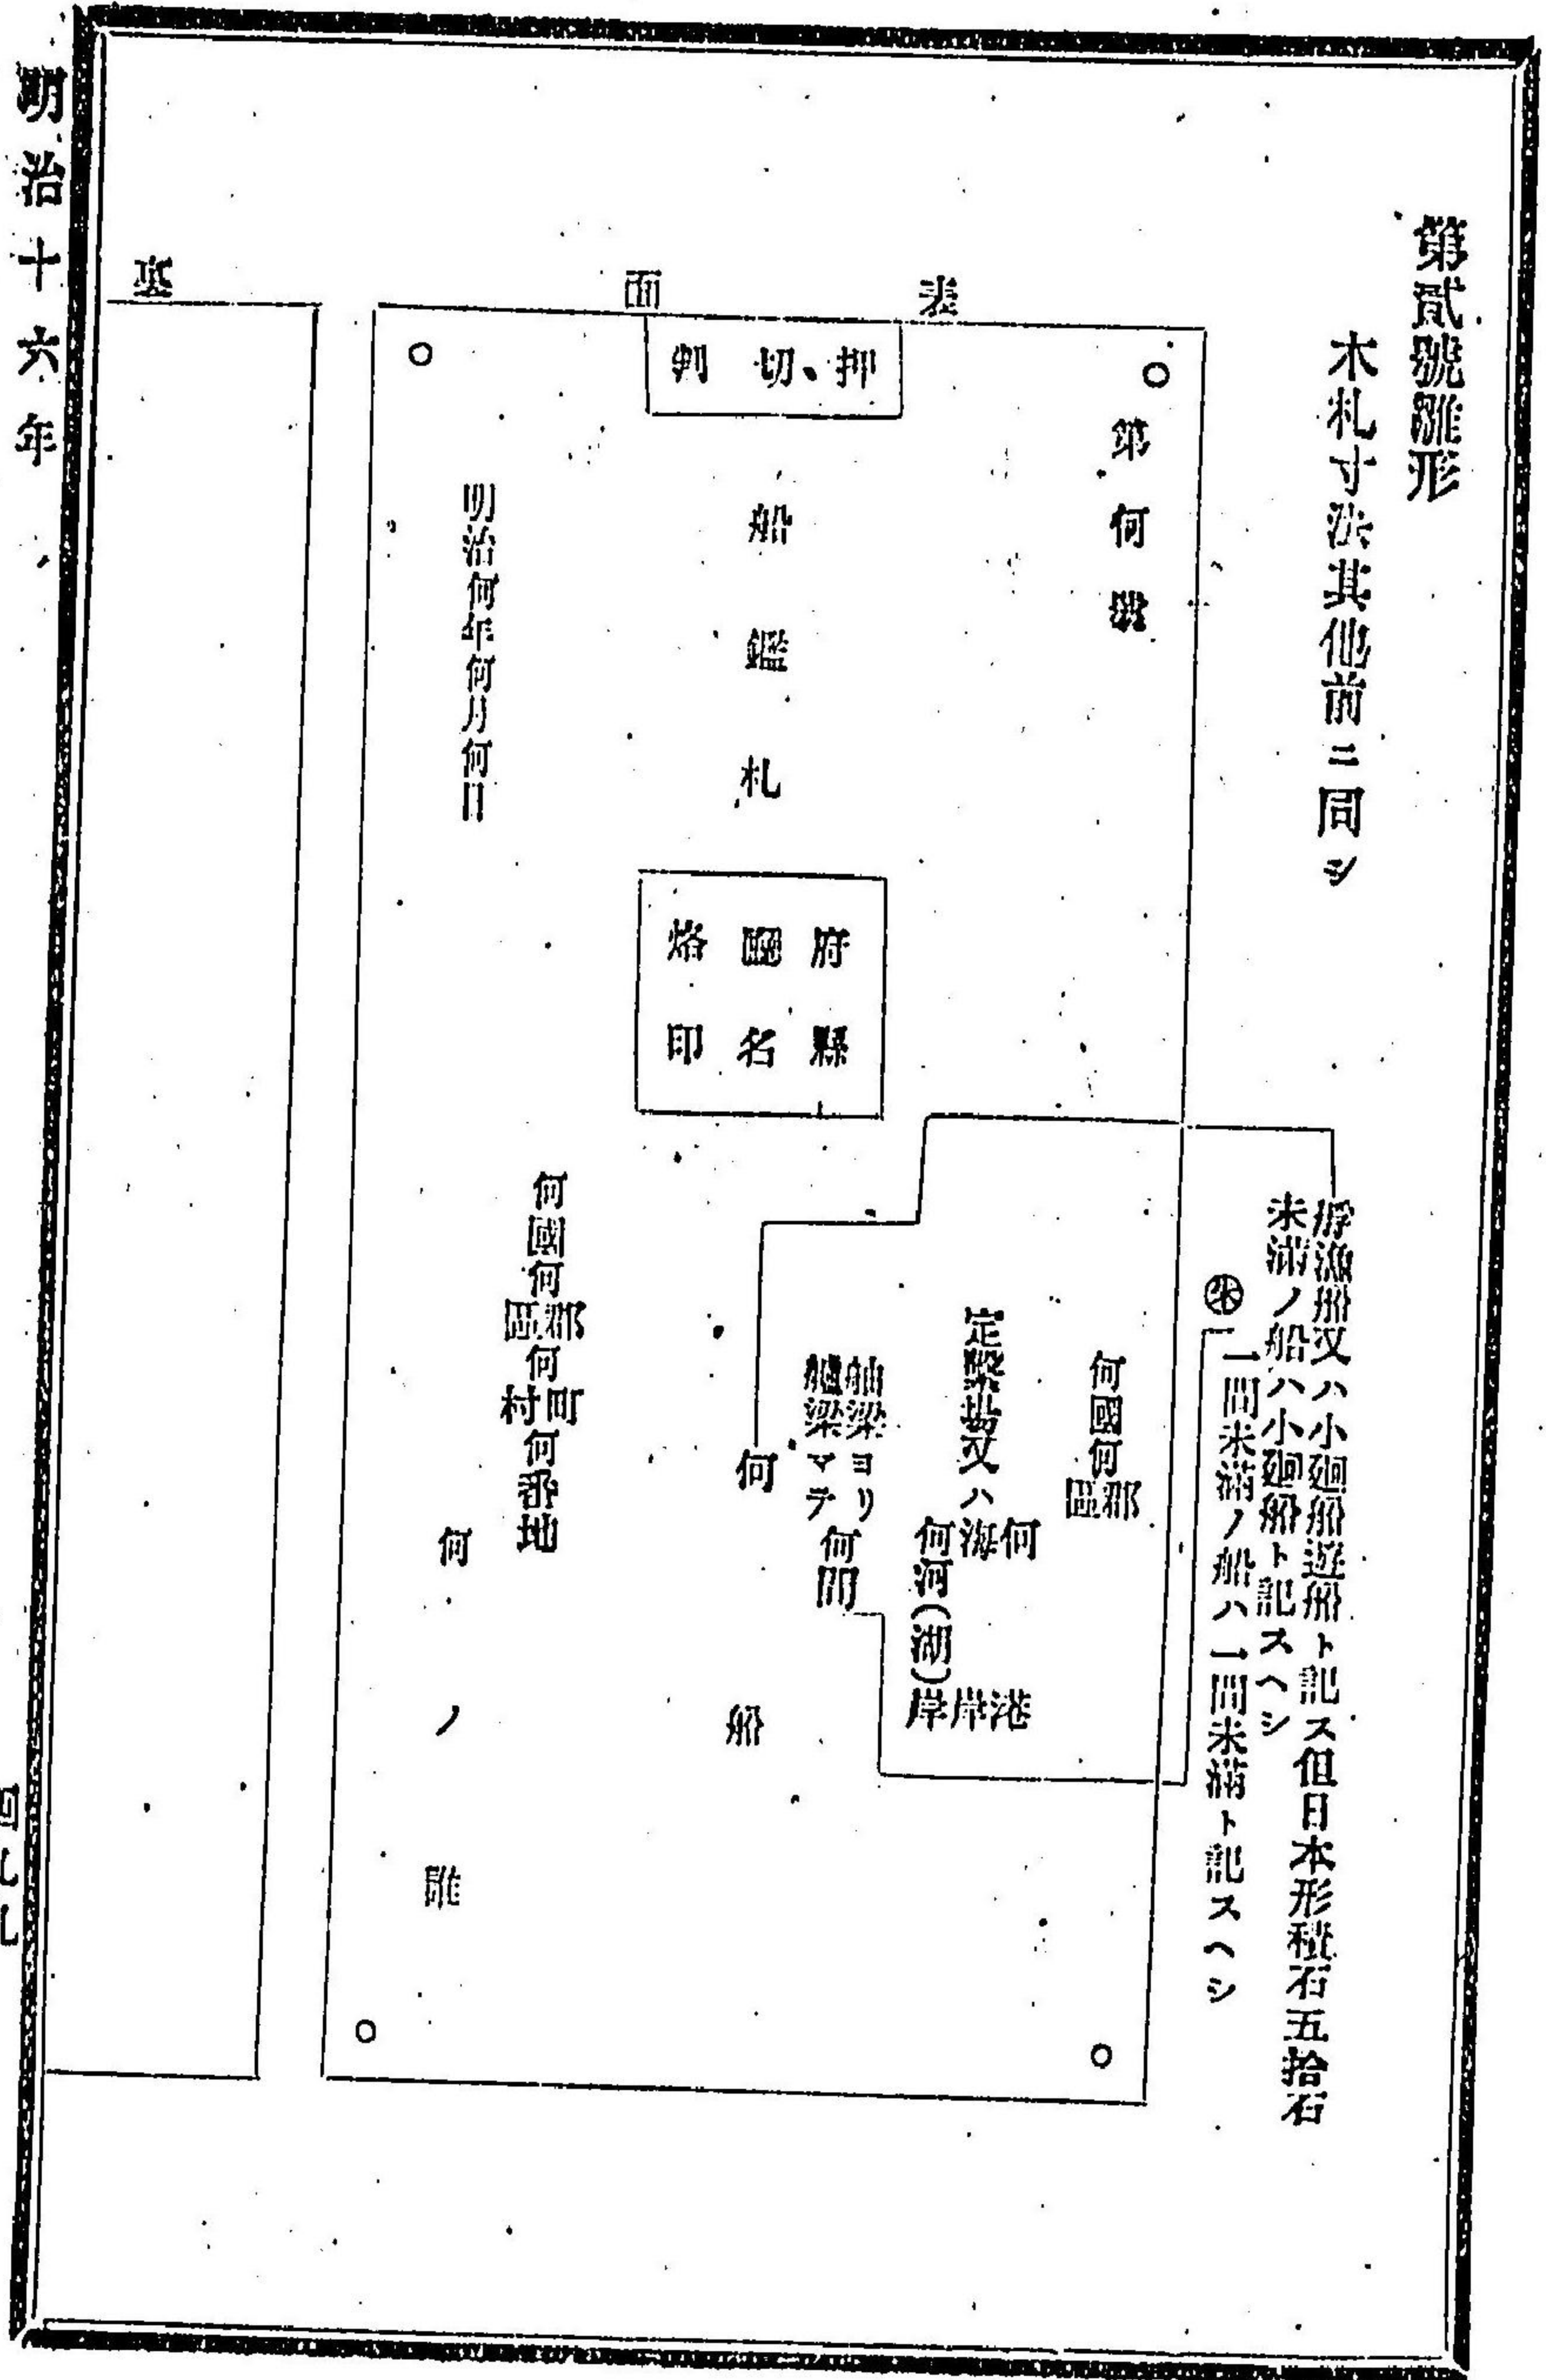 第貳號雛形
木札寸法其他前ニ同シ
游漁船又ハ小廻船遊船ト記ス但日本形積石五拾石
未滿ノ船ハ小廻船ト記スヘシ
一間未滿ノ船ハ一間未滿ト記スヘシ
表面
第何號
何國何郡區
定繫場又ハ何海何河(湖)港岸岸
舳梁ヨリ艫梁マテ何間
押切判
船鑑札
府縣
國名
烙印
何船
何國何郡區何町村何番地
明治何年何月何日
何ノ誰
裏
明治十六年